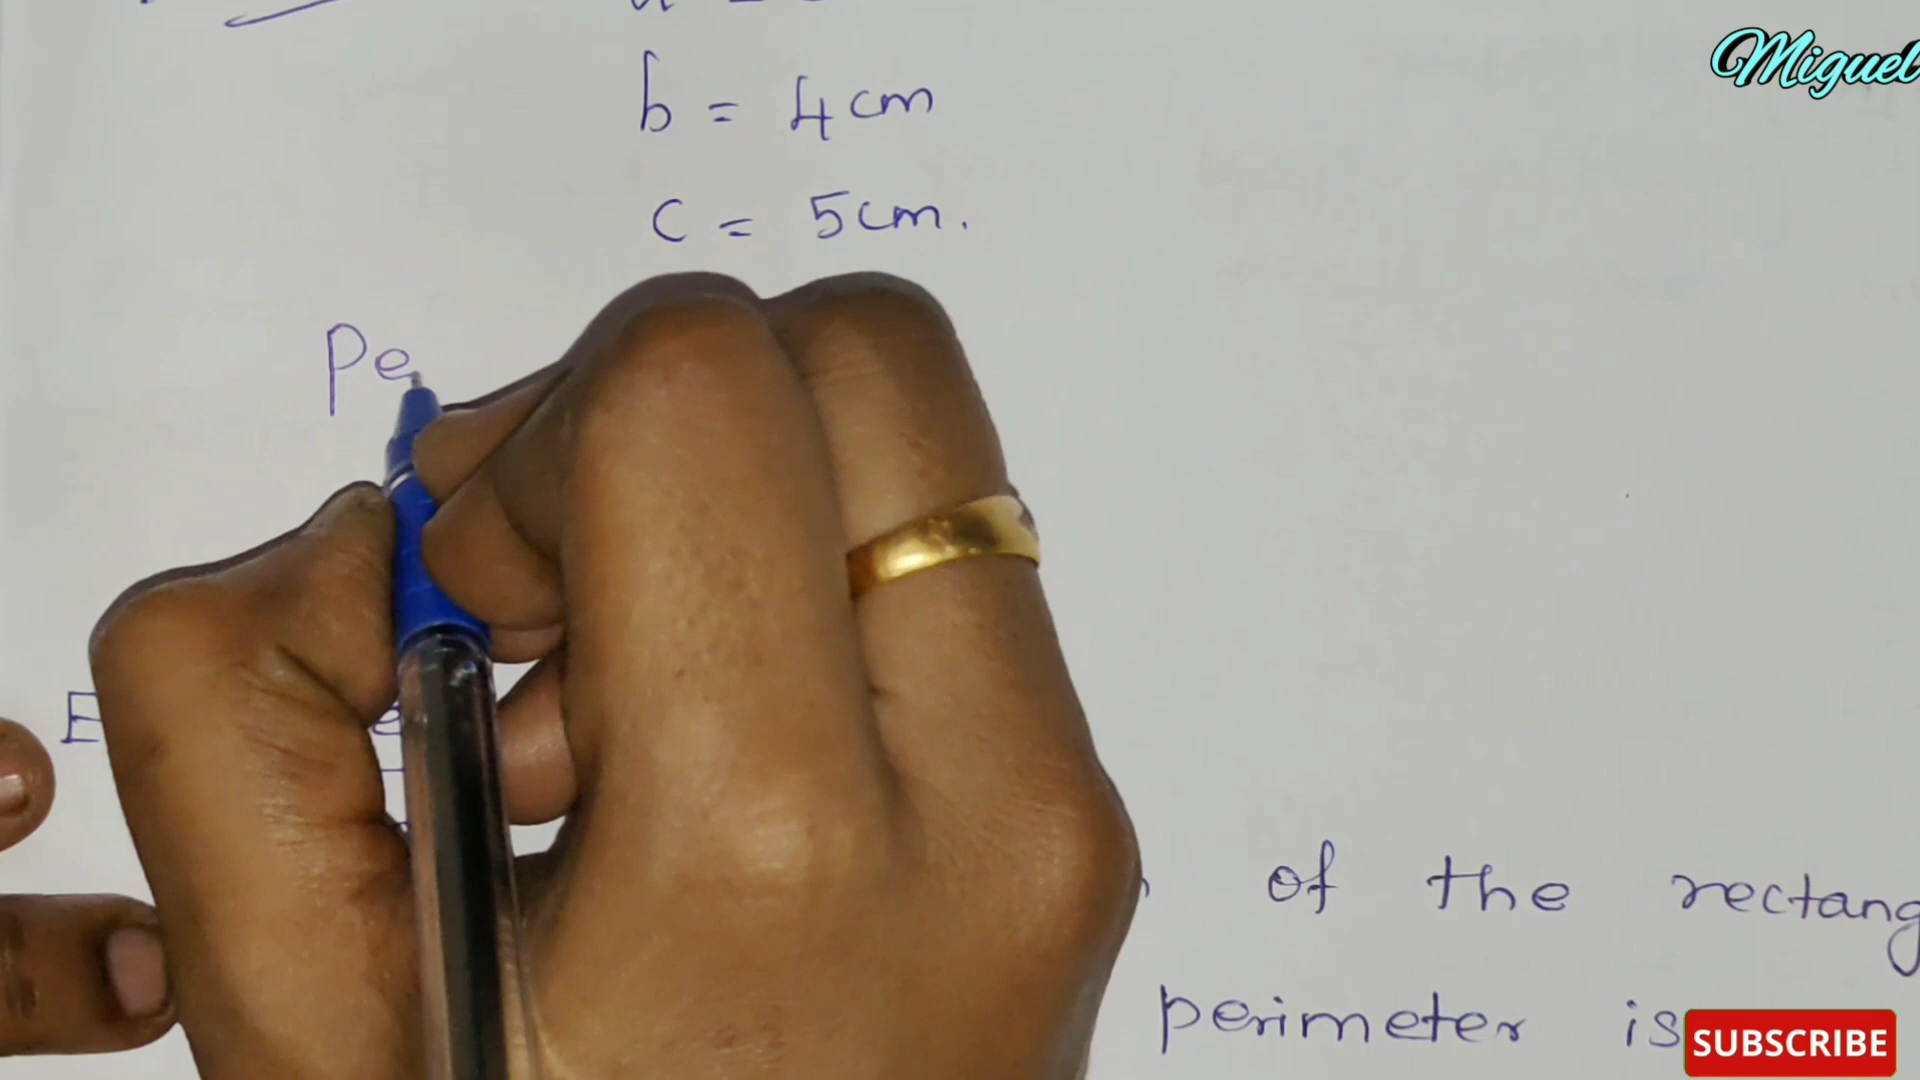 Miguel
b = 4cm
c = 5cm.
Pe
of the rectang
perimeter is
SUBSCRIBE